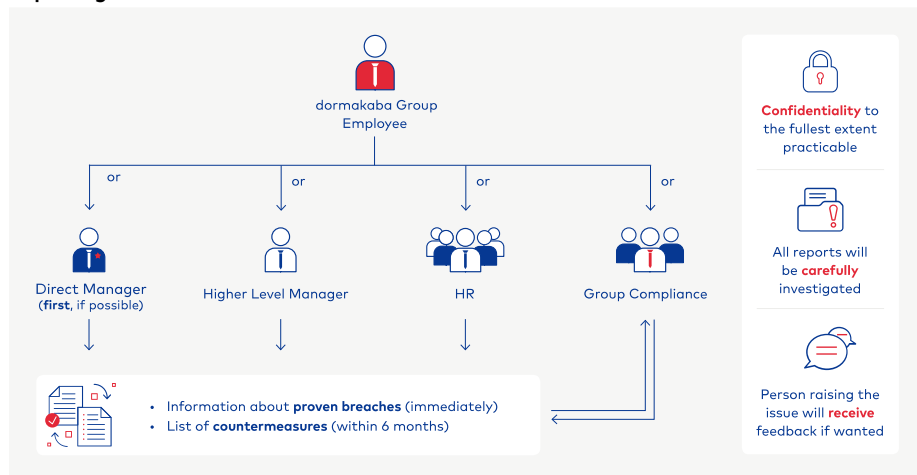 dormakaba Group
Employee
or
or
or
or
Direct Manager
(first, if possible)
Higher Level Manager
HR
Group Compliance
• Information about proven breaches (immediately)
• List of countermeasures (within 6 months)
Confidentiality to
the fullest extent
practicable
All reports will
be carefully
investigated
Person raising the
issue will receive
feedback if wanted